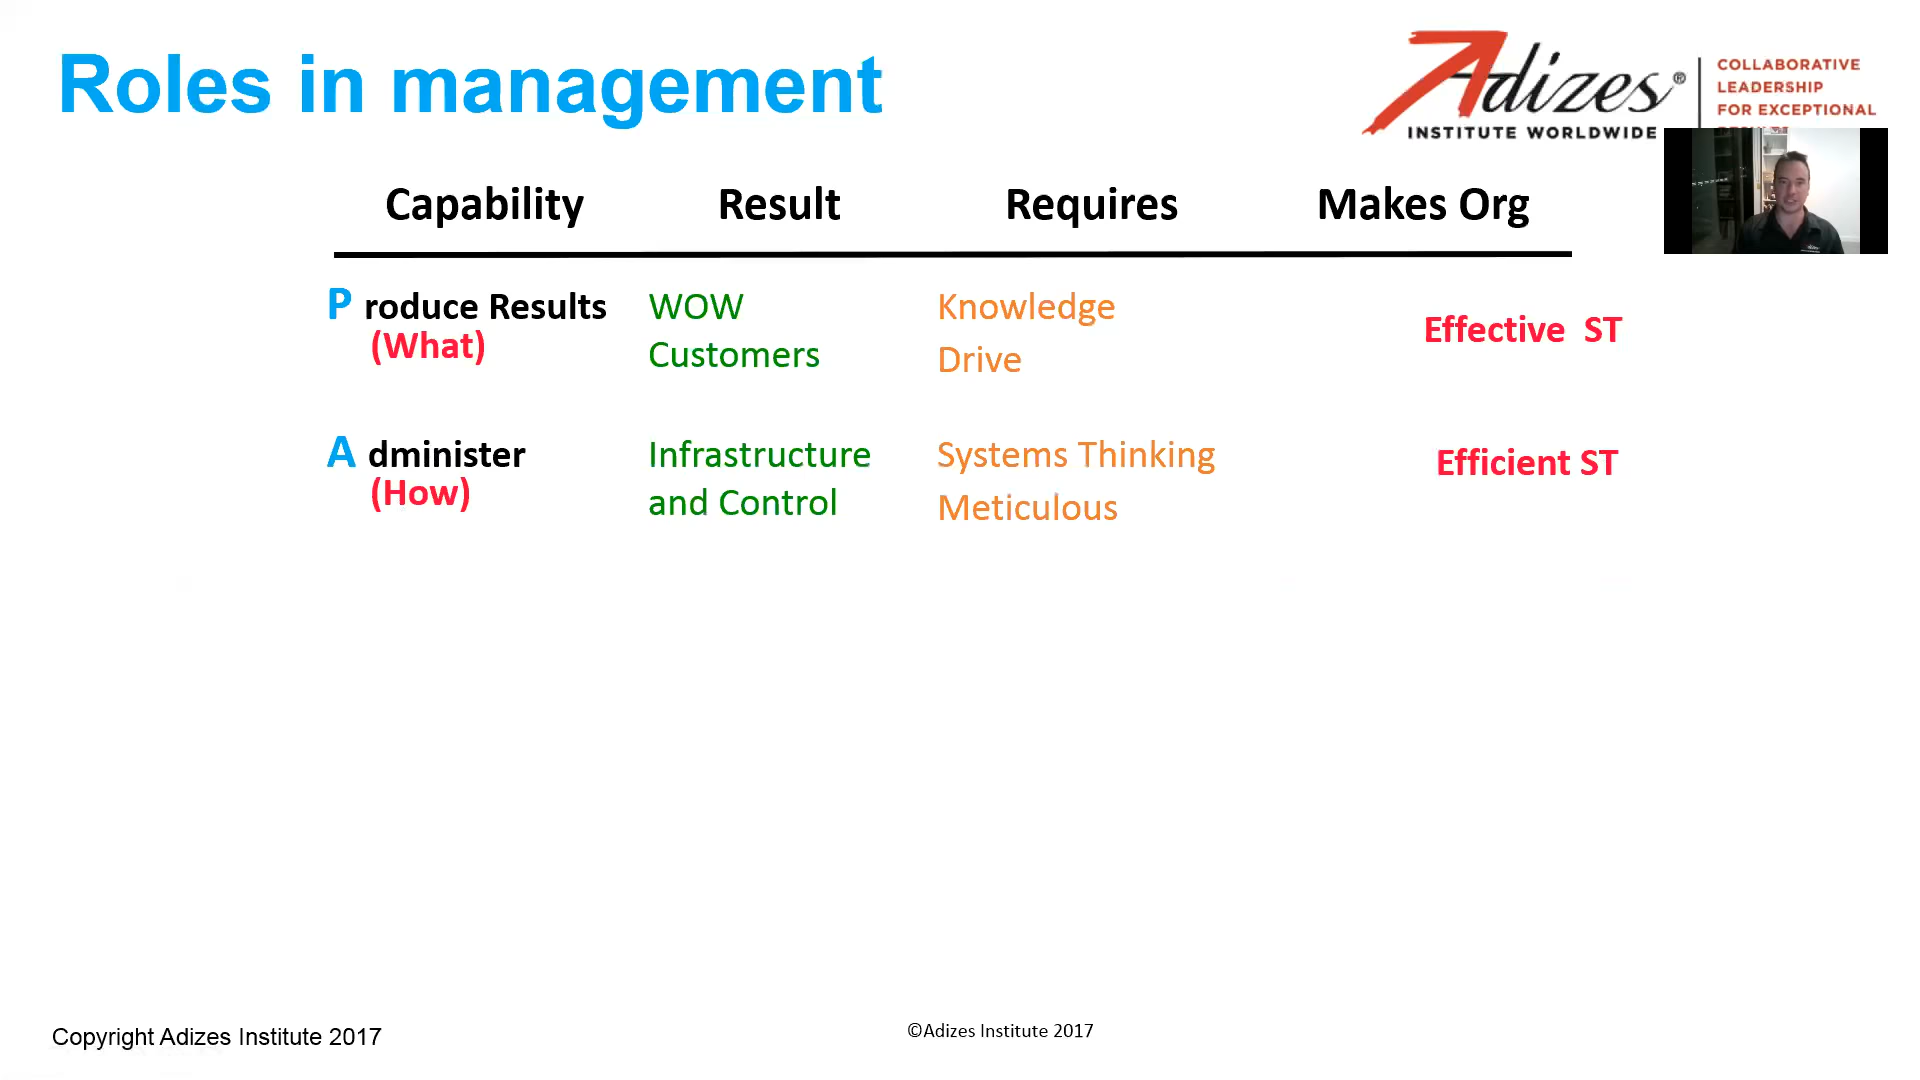 Roles in management
Adizes®
INSTITUTE WORLDWIDE
COLLABORATIVE
LEADERSHIP
FOR EXCEPTIONAL
Capability Result Requires Makes Org
P roduce Results WOW Knowledge Effective ST
(What) Customers Drive
A dminister Infrastructure Systems Thinking Efficient ST
(How) and Control Meticulous
Copyright Adizes Institute 2017
©Adizes Institute 2017